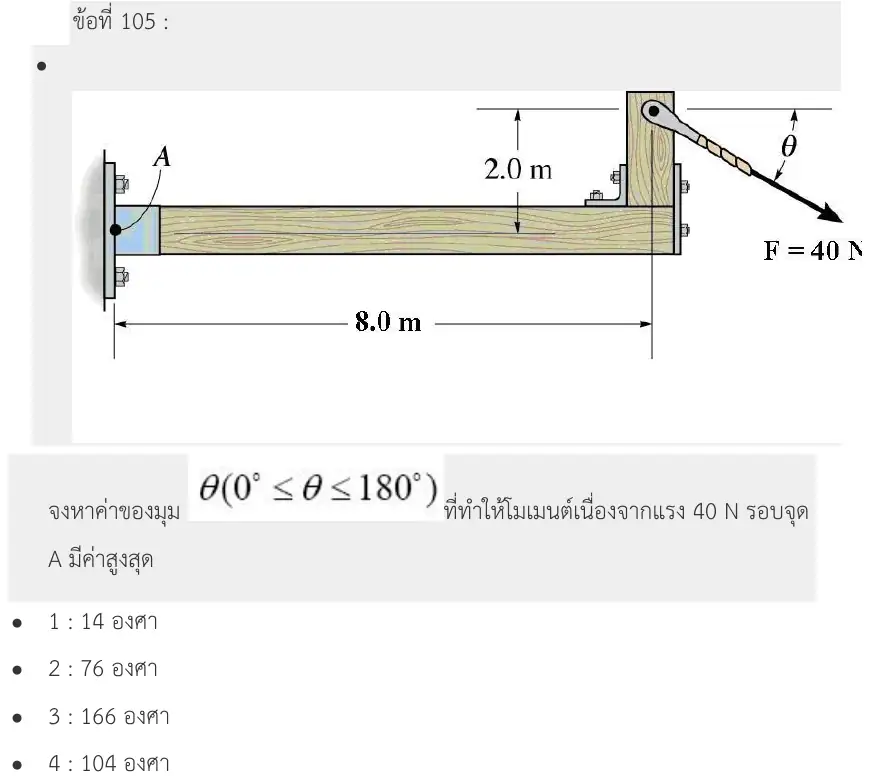 ข้อที่ 105 :
A
2.0 m
θ
F = 40 N
8.0 m
จงหาค่าของมุม θ(0° ≤ θ ≤ 180°) ที่ทำให้โมเมนต์เนื่องจากแรง 40 N รอบจุด
A มีค่าสูงสุด
1 : 14 องศา
2 : 76 องศา
3 : 166 องศา
4 : 104 องศา